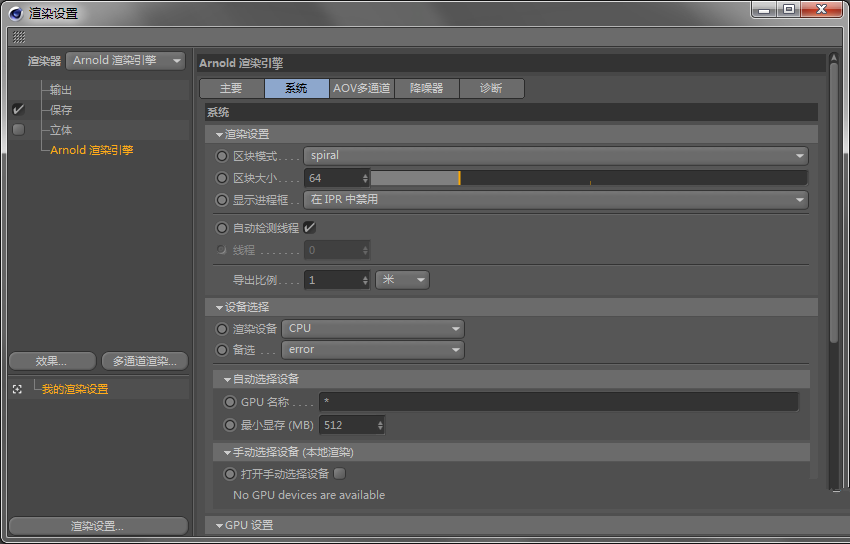 渲染设置
渲染器 Arnold 渲染引擎
输出
保存
立体
Arnold 渲染引擎
效果... 多通道渲染...
我的渲染设置
渲染设置...
Arnold 渲染引擎
主要 系统 AOV多通道 降噪器 诊断
系统
渲染设置
区块模式 . . . . spiral
区块大小 . . . . 64
显示进程框 . . 在 IPR 中禁用
自动检测线程
线程 . . . . . . . 0
导出比例. . . . 1 米
设备选择
渲染设备 CPU
备选 . . . error
自动选择设备
GPU 名称 . . . . *
最小显存 (MB) 512
手动选择设备 (本地渲染)
打开手动选择设备
No GPU devices are available
GPU 设置